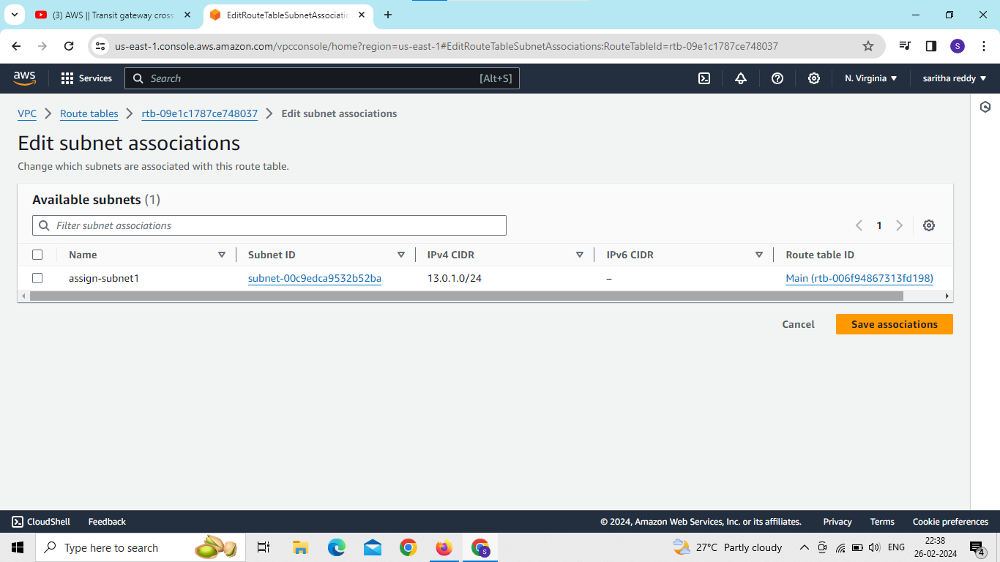 (3) AWS || Transit gateway cross
EditRouteTableSubnetAssociatio
us-east-1.console.aws.amazon.com/vpcconsole/home?region=us-east-1#EditRouteTableSubnetAssociations:RouteTableId=rtb-09e1c1787ce748037
S
aws
Services
Search
[Alt+S]
N. Virginia
saritha reddy
VPC
Route tables
rtb-09e1c1787ce748037
Edit subnet associations
Edit subnet associations
Change which subnets are associated with this route table.
Available subnets (1)
Filter subnet associations
1
Name
Subnet ID
IPv4 CIDR
IPv6 CIDR
Route table ID
assign-subnet1
subnet-00c9edca9532b52ba
13.0.1.0/24
–
Main (rtb-006f94867313fd198)
Cancel
Save associations
CloudShell
Feedback
© 2024, Amazon Web Services, Inc. or its affiliates.
Privacy
Terms
Cookie preferences
Type here to search
S
27°C Partly cloudy
ENG
22:38
26-02-2024
4